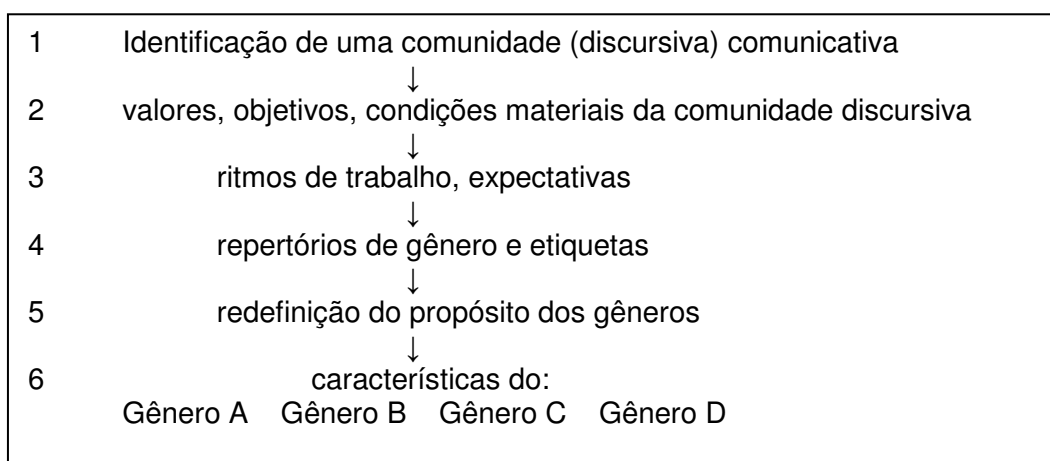 1 Identificação de uma comunidade (discursiva) comunicativa
↓
2 valores, objetivos, condições materiais da comunidade discursiva
↓
3 ritmos de trabalho, expectativas
↓
4 repertórios de gênero e etiquetas
↓
5 redefinição do propósito dos gêneros
↓
6 características do:
Gênero A Gênero B Gênero C Gênero D